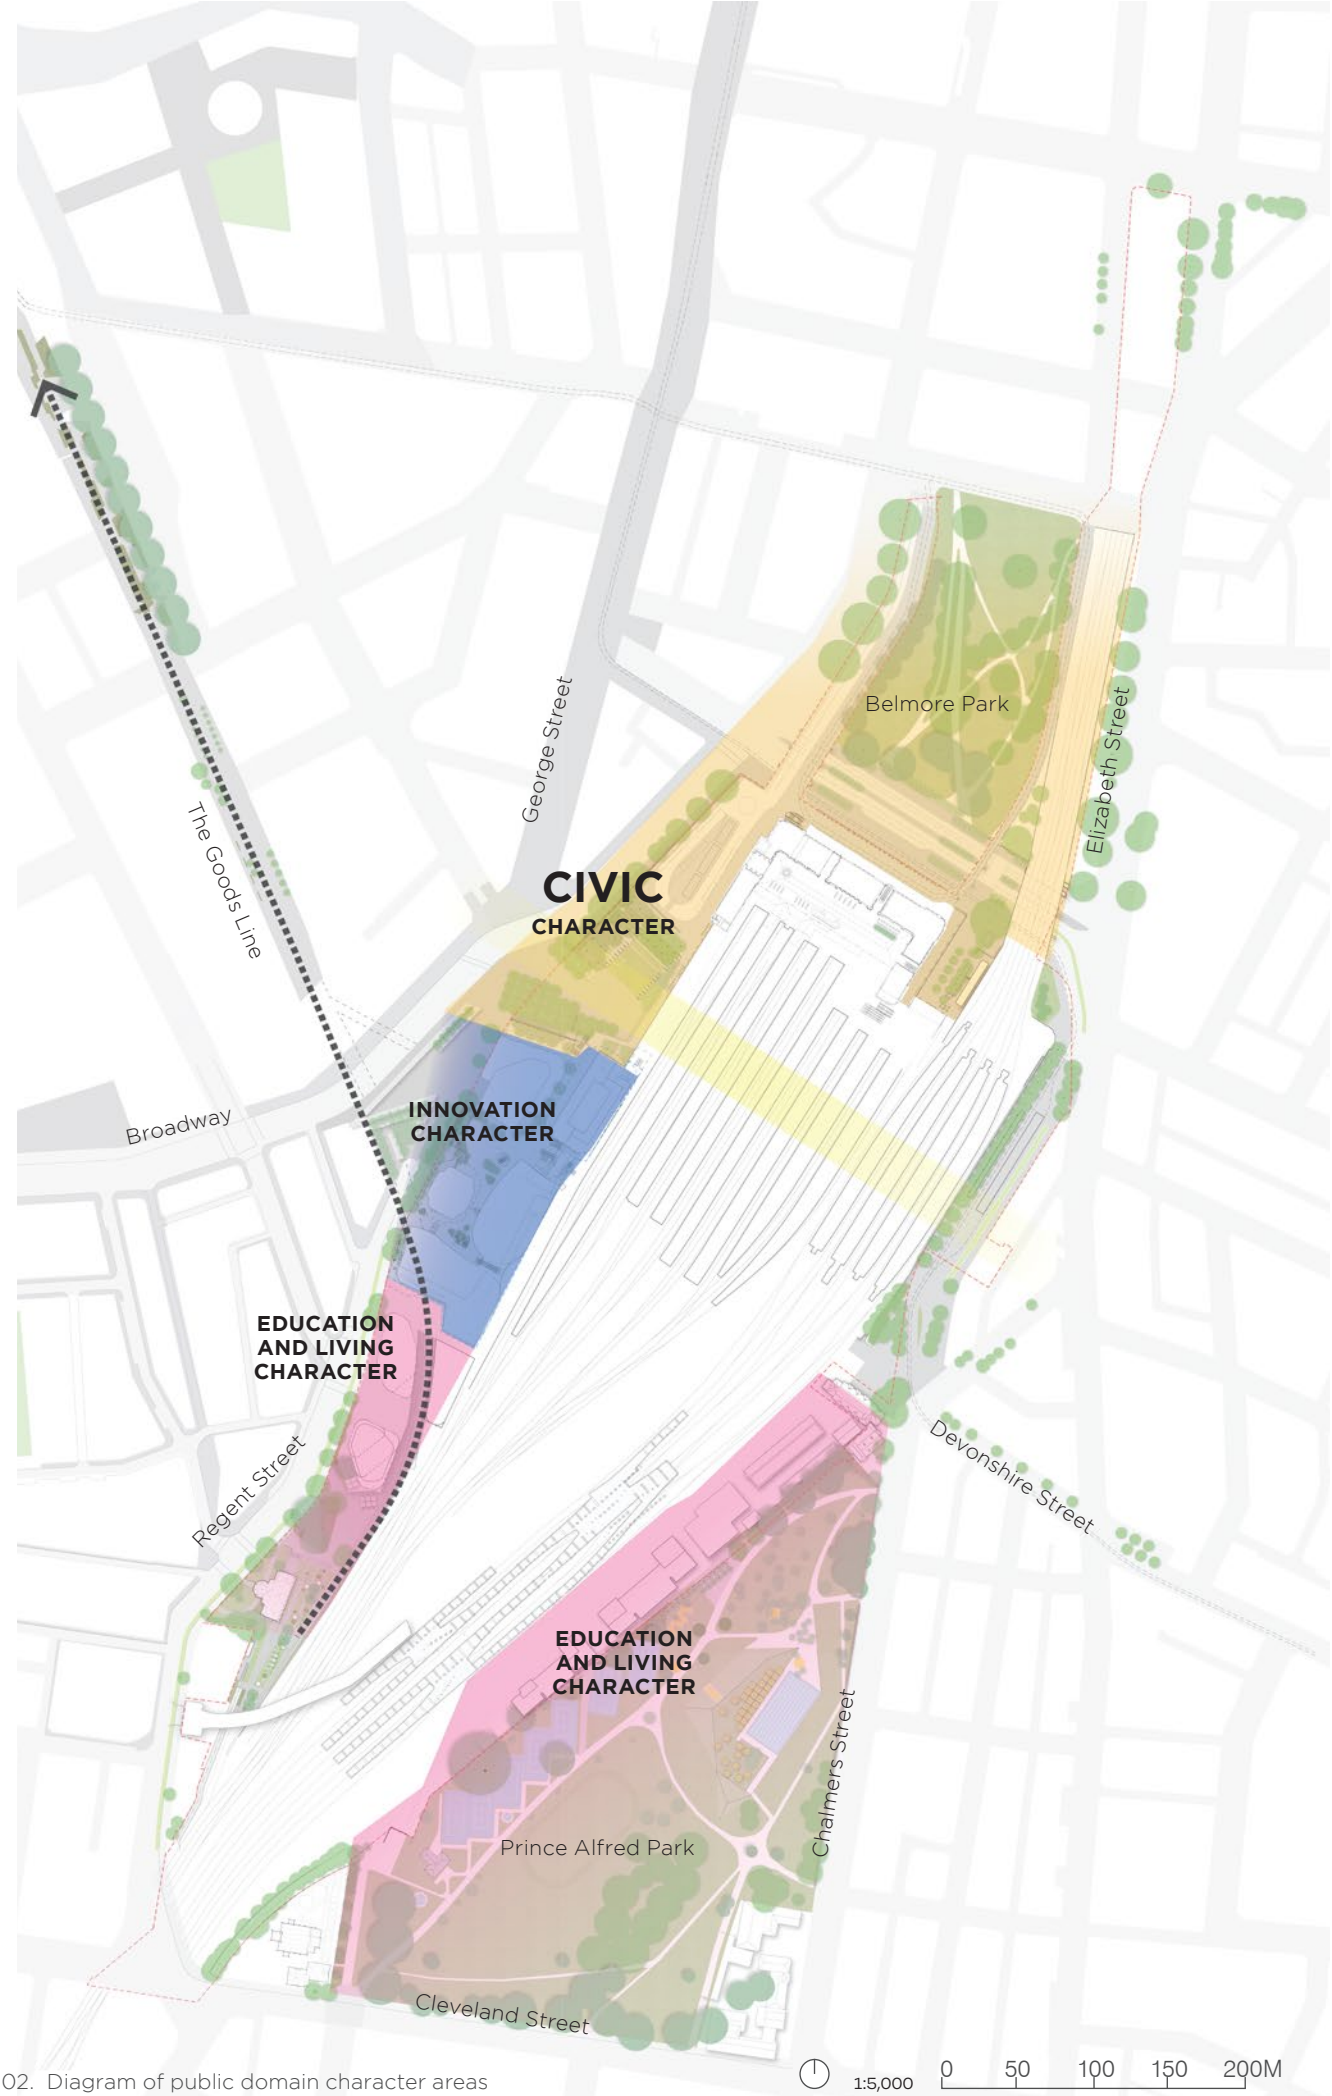 Belmore Park
Elizabeth Street
George Street
The Goods Line
CIVIC
CHARACTER
INNOVATION
CHARACTER
Broadway
EDUCATION
AND LIVING
CHARACTER
Regent Street
Devonshire Street
EDUCATION
AND LIVING
CHARACTER
Chalmers Street
Prince Alfred Park
Cleveland Street
02. Diagram of public domain character areas
1:5,000
0 50 100 150 200M